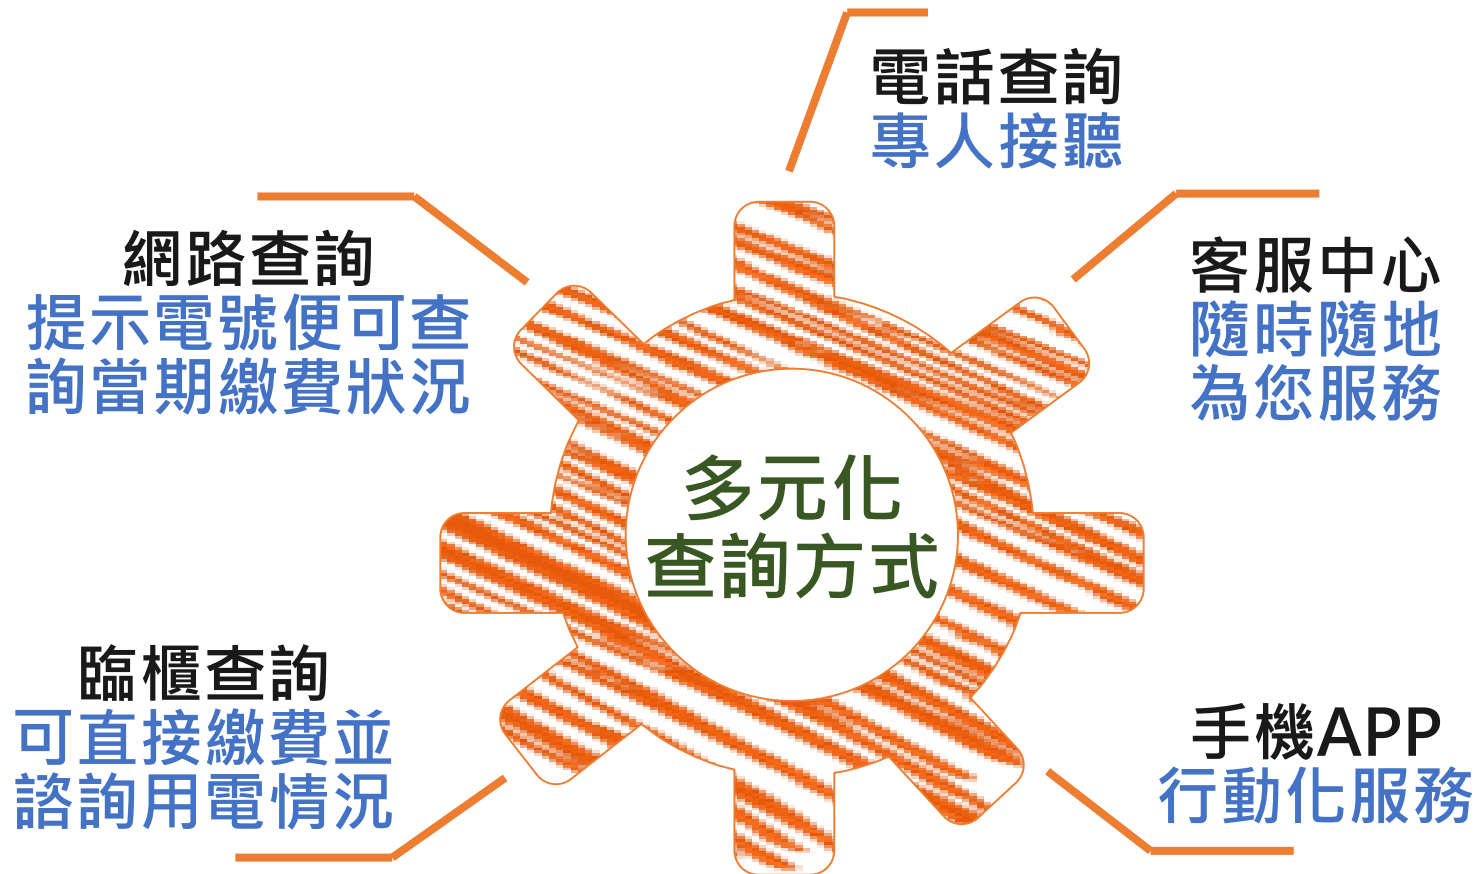 電話查詢
專人接聽
網路查詢
提示電號便可查
詢當期繳費狀況
客服中心
隨時隨地
為您服務
多元化
查詢方式
臨櫃查詢
可直接繳費並
諮詢用電情況
手機APP
行動化服務